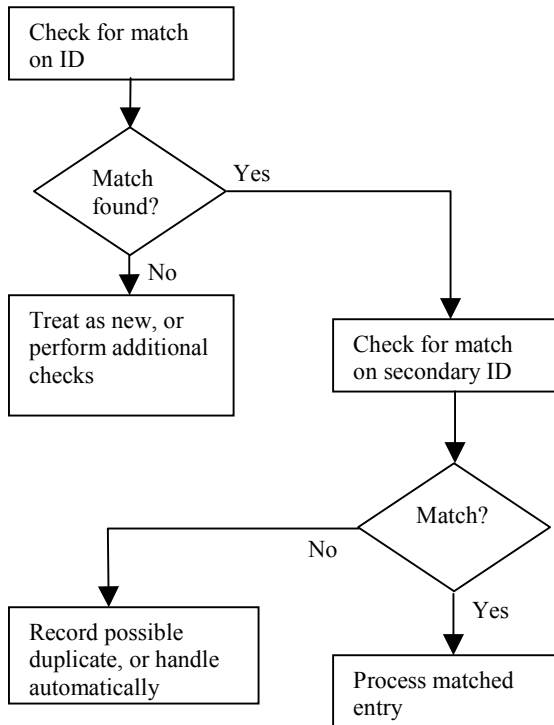 Check for match
on ID
Match
found?
Yes
No
Treat as new, or
perform additional
checks
Check for match
on secondary ID
Match?
No
Yes
Record possible
duplicate, or handle
automatically
Process matched
entry